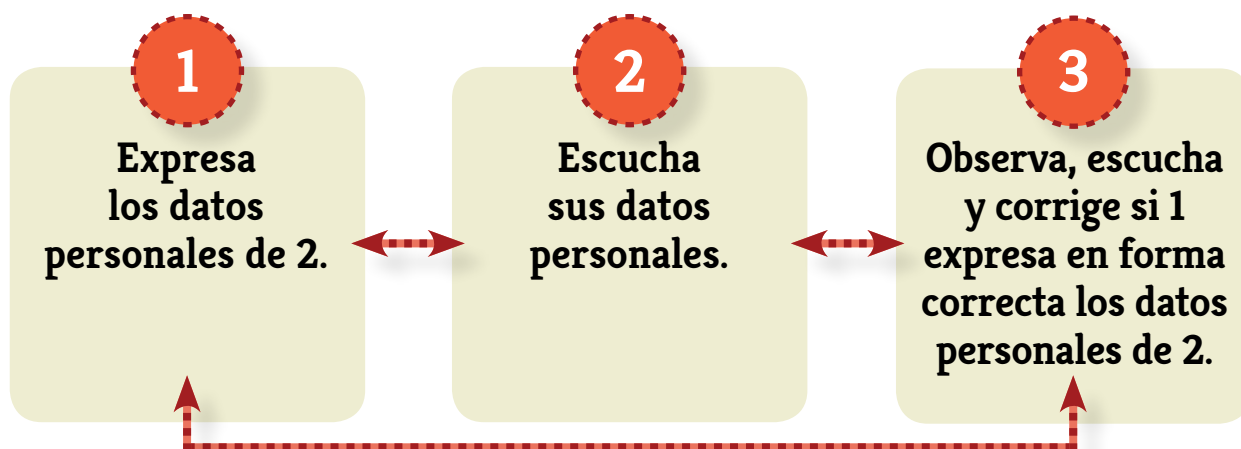 1
Expresa
los datos
personales de 2.
2
Escucha
sus datos
personales.
3
Observa, escucha
y corrige si 1
expresa en forma
correcta los datos
personales de 2.